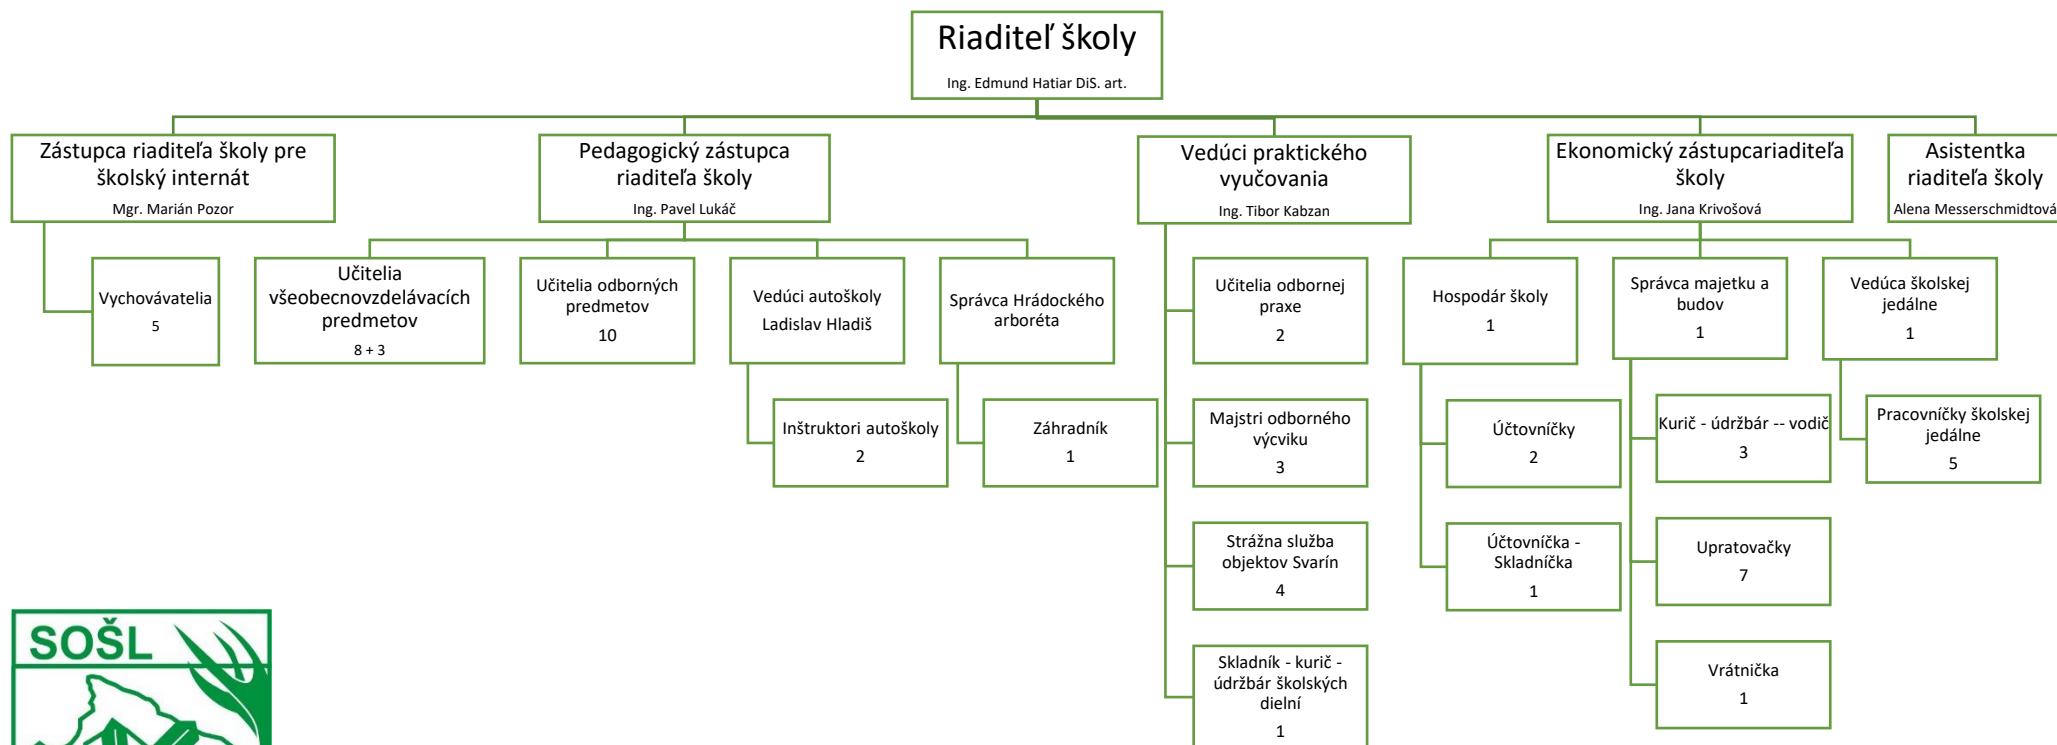 Riaditeľ školy
Ing. Edmund Hatiar DiS. art.
Zástupca riaditeľa školy pre
školský internát
Mgr. Marián Pozor
Pedagogický zástupca
riaditeľa školy
Ing. Pavel Lukáč
Vedúci praktického
vyučovania
Ing. Tibor Kabzan
Ekonomický zástupcariaditeľa
školy
Ing. Jana Krivošová
Asistentka
riaditeľa školy
Alena Messerschmidtová
Vychovávatelia
5
Učitelia
všeobecnovzdelávacích
predmetov
8 + 3
Učitelia odborných
predmetov
10
Vedúci autoškoly
Ladislav Hladiš
Správca Hrádockého
arboréta
Učitelia odbornej
praxe
2
Hospodár školy
1
Správca majetku a
budov
1
Vedúca školskej
jedálne
1
Inštruktori autoškoly
2
Záhradník
1
Majstri odborného
výcviku
3
Účtovníčky
2
Kurič - údržbár -- vodič
3
Pracovníčky školskej
jedálne
5
Strážna služba
objektov Svarín
4
Účtovníčka -
Skladníčka
1
Upratovačky
7
Skladník - kurič -
údržbár školských
dielní
1
Vrátnička
1
SOŠL